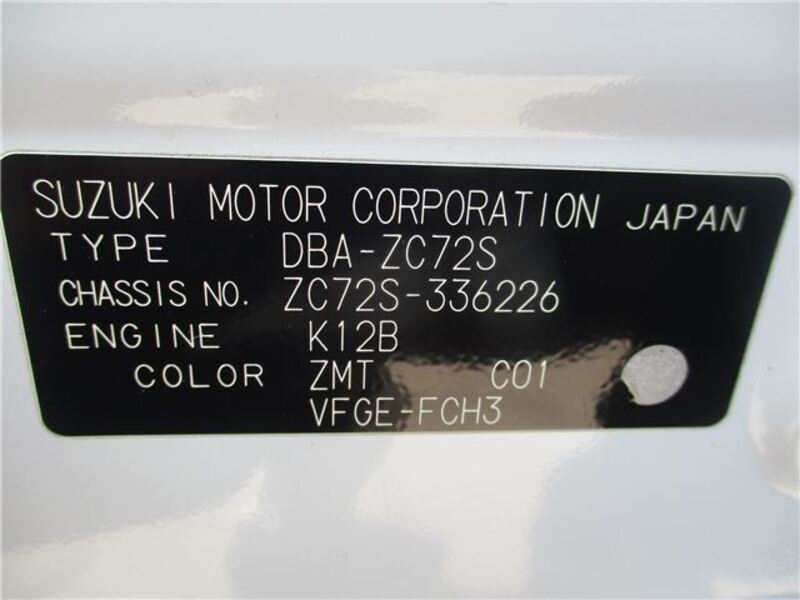 SUZUKI MOTOR CORPORATION JAPAN
TYPE DBA-ZC72S
CHASSIS NO. ZC72S-336226
ENGINE K12B
COLOR ZMT C01
VFGE-FCH3